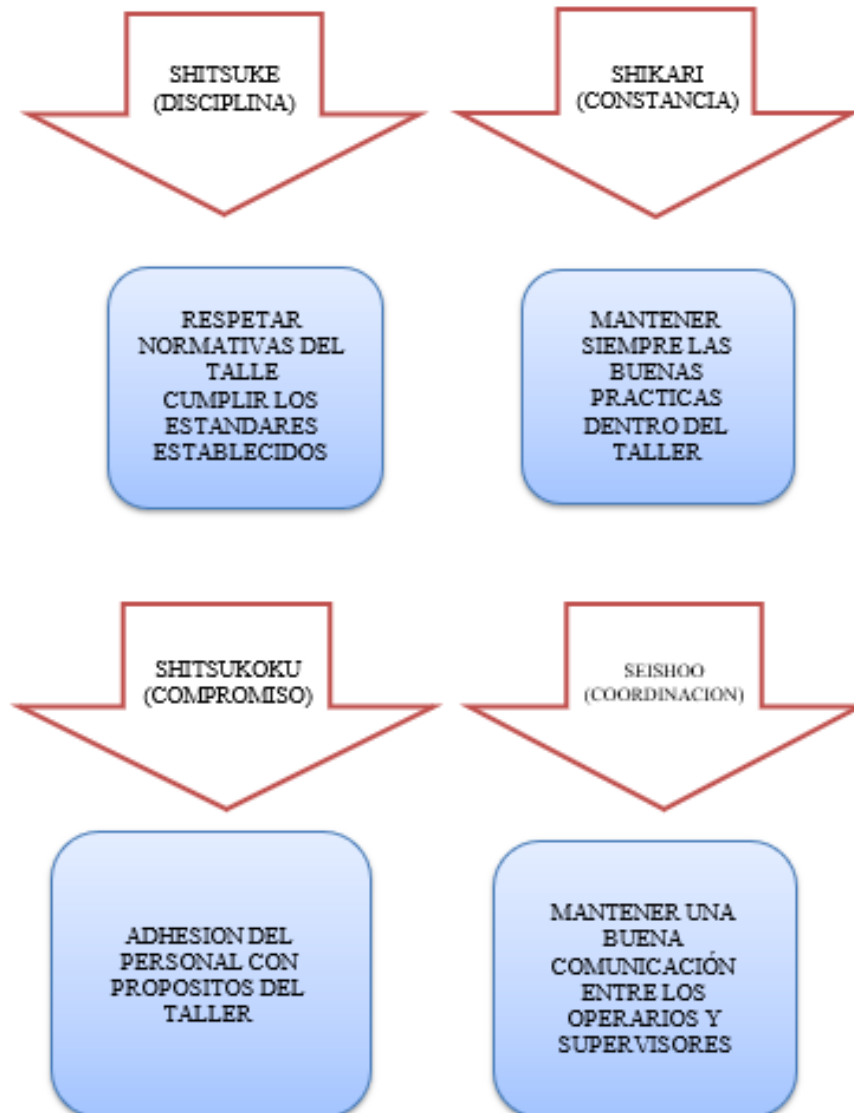 SHITSUKE
(DISCIPLINA)
SHIKARI
(CONSTANCIA)
RESPETAR
NORMATIVAS DEL
TALLE
CUMPLIR LOS
ESTANDARES
ESTABLECIDOS
MANTENER
SIEMPRE LAS
BUENAS
PRACTICAS
DENTRO DEL
TALLER
SHITSUKOKU
(COMPROMISO)
SEISHOO
(COORDINACION)
ADHESION DEL
PERSONAL CON
PROPOSITOS DEL
TALLER
MANTENER UNA
BUENA
COMUNICACIÓN
ENTRE LOS
OPERARIOS Y
SUPERVISORES